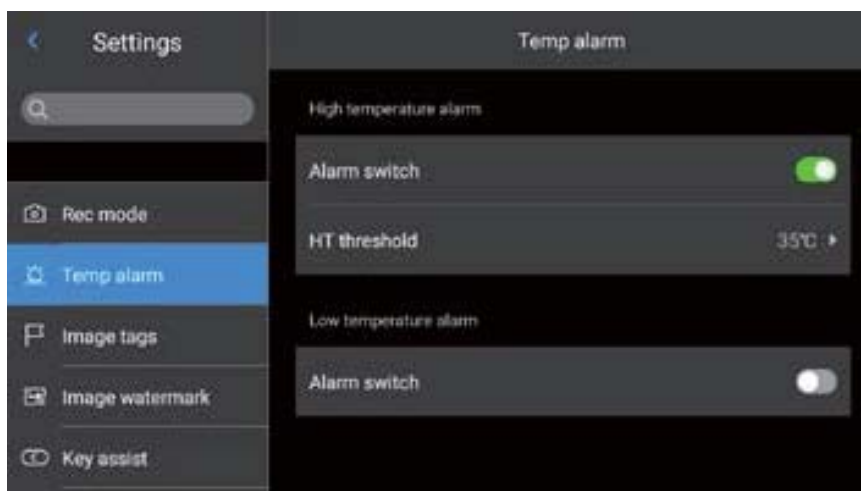 Settings
Temp alarm
High temperature alarm
Alarm switch
Rec mode
HT threshold
35℃
Temp alarm
Low temperature alarm
Image tags
Alarm switch
Image watermark
Key assist